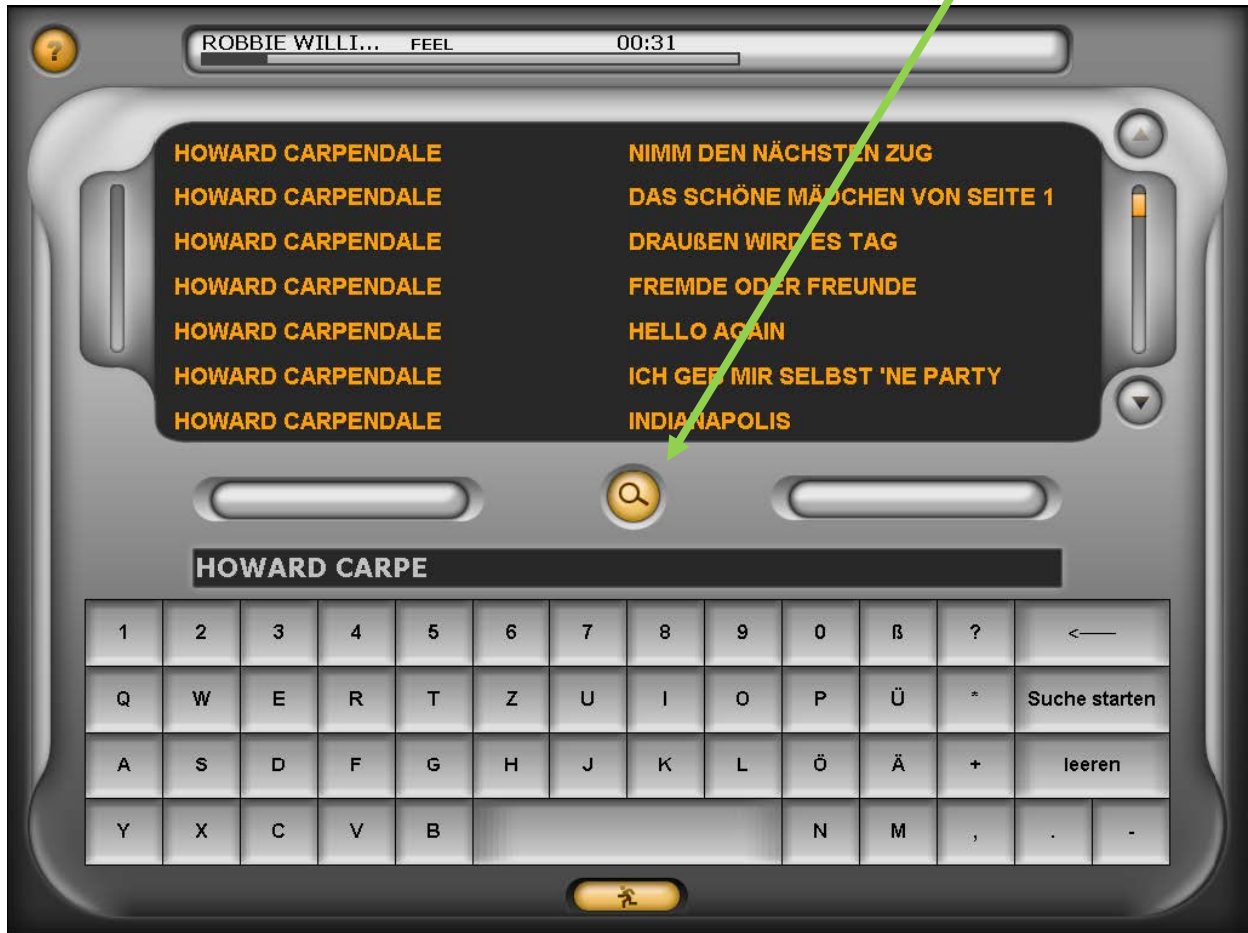 ?
ROBBIE WILLI... FEEL 00:31
HOWARD CARPENDALE NIMM DEN NÄCHSTEN ZUG
HOWARD CARPENDALE DAS SCHÖNE MÄDCHEN VON SEITE 1
HOWARD CARPENDALE DRAUßEN WIRD ES TAG
HOWARD CARPENDALE FREMDE ODER FREUNDE
HOWARD CARPENDALE HELLO AGAIN
HOWARD CARPENDALE ICH GEB MIR SELBST 'NE PARTY
HOWARD CARPENDALE INDIANAPOLIS
HOWARD CARPE
1 2 3 4 5 6 7 8 9 0 ß ? <——
Q W E R T Z U I O P Ü * Suche starten
A S D F G H J K L Ö Ä + leeren
Y X C V B N M , . -